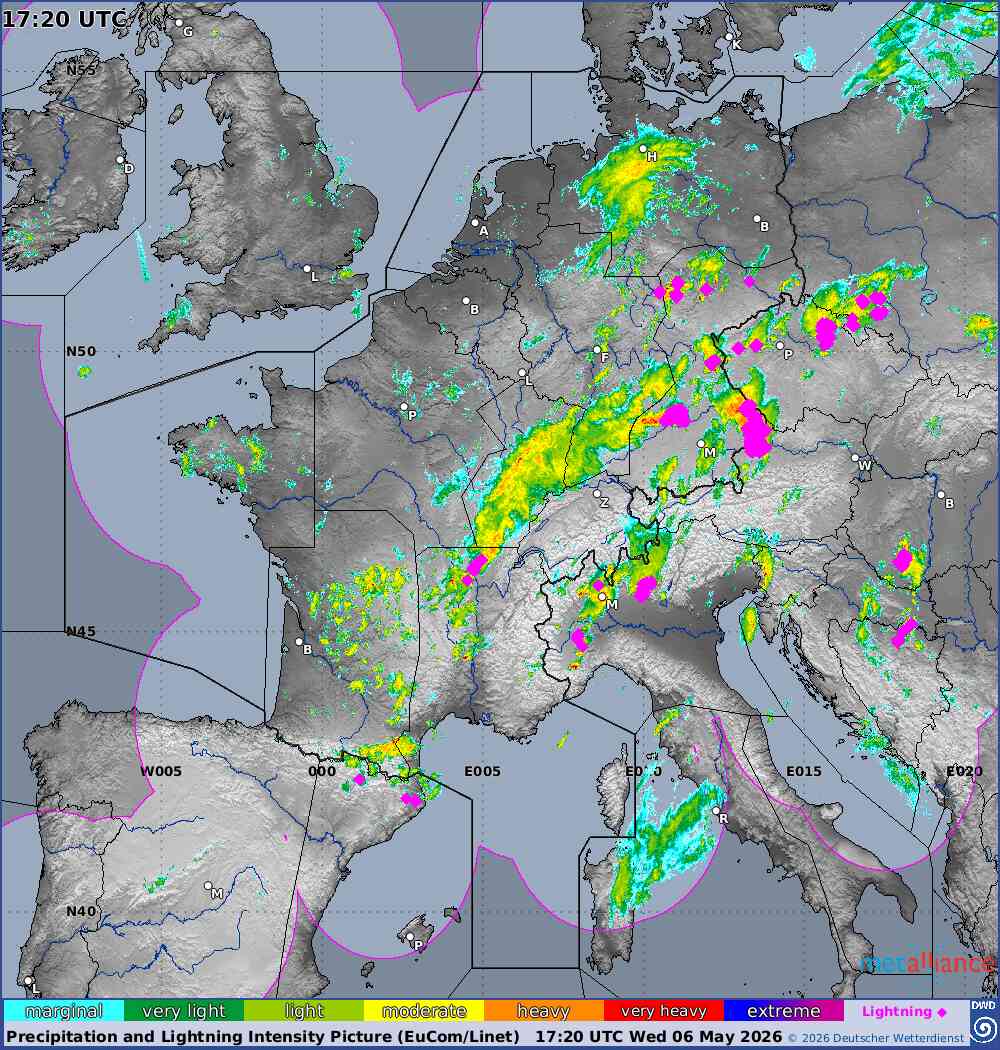 17:20 UTC
G
K
N55
H
D
B
A
L
B
N50
F
P
L
P
M
W
Z
B
M
N45
B
W005
000
E005
E010
E015
E020
R
M
N40
P
metalliance
L
marginal very light light moderate heavy very heavy extreme Lightning
DWD
Precipitation and Lightning Intensity Picture (EuCom/Linet) 17:20 UTC Wed 06 May 2026 © 2026 Deutscher Wetterdienst